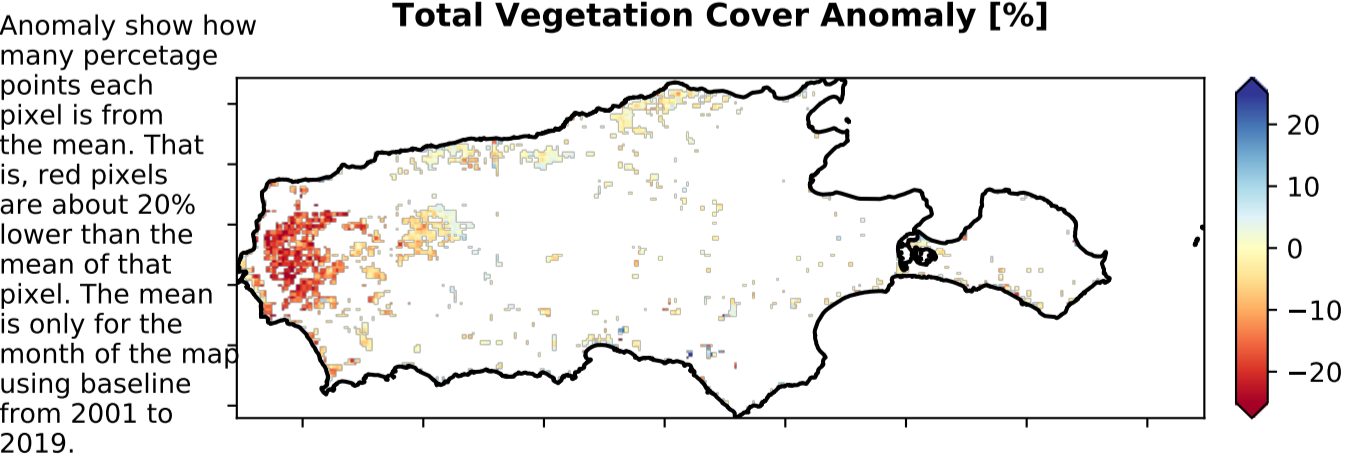 Total Vegetation Cover Anomaly [%]
Anomaly show how
many percetage
points each
pixel is from
the mean. That
is, red pixels
are about 20%
lower than the
mean of that
pixel. The mean
is only for the
month of the map
using baseline
from 2001 to
2019.
20
10
0
−10
−20